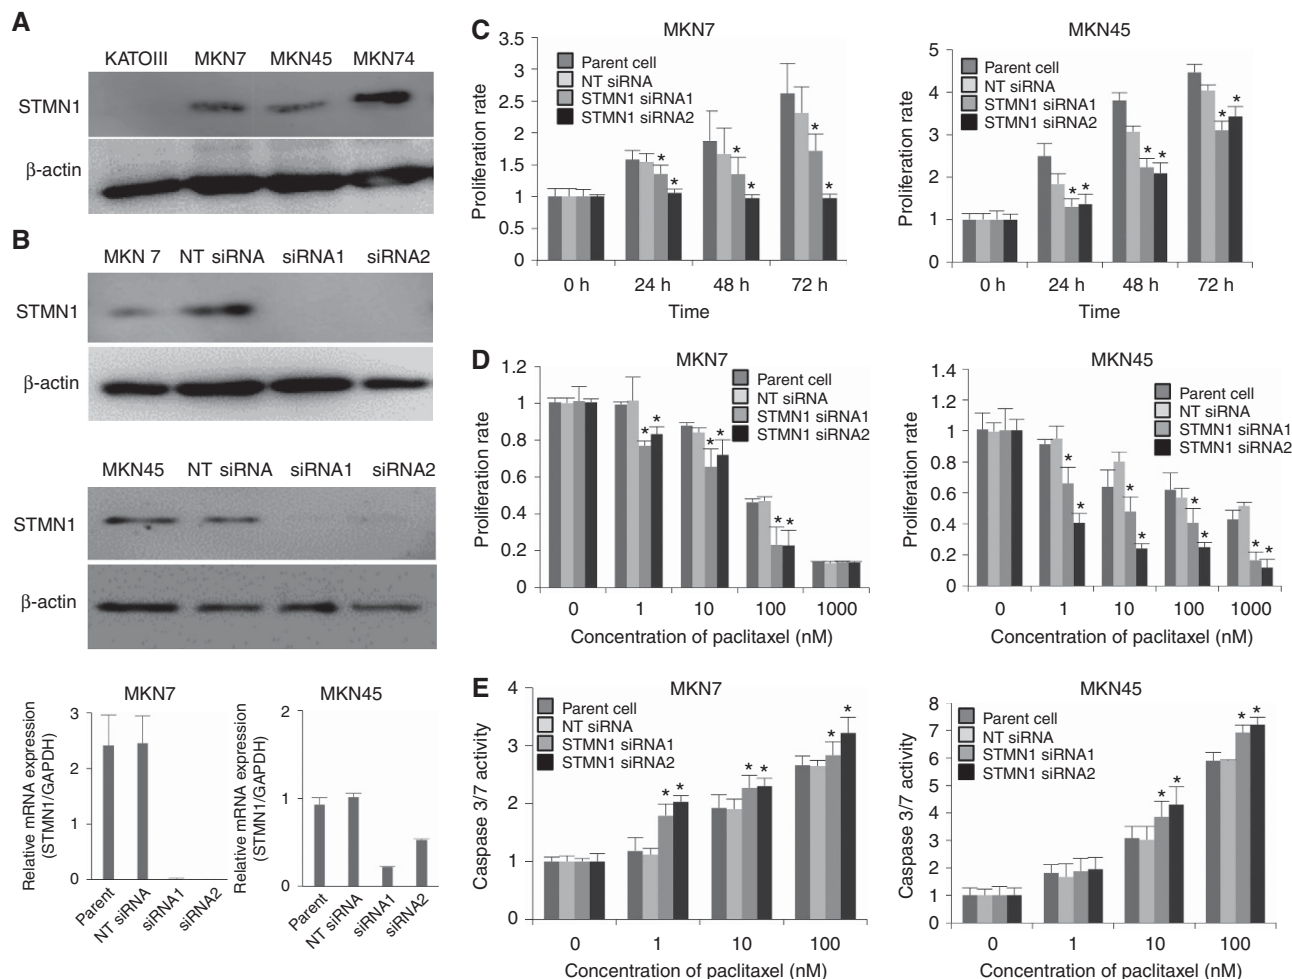 A
KATOIII MKN7 MKN45 MKN74
STMN1
β-actin
B
MKN 7 NT siRNA siRNA1 siRNA2
STMN1
β-actin
MKN45 NT siRNA siRNA1 siRNA2
STMN1
β-actin
MKN7
Relative mRNA expression
(STMN1/GAPDH)
3
2
1
0
Parent
NT siRNA
siRNA1
siRNA2
MKN45
Relative mRNA expression
(STMN1/GAPDH)
2
1
0
Parent
NT siRNA
siRNA1
siRNA2
C
MKN7
Proliferation rate
3.5
3
2.5
2
1.5
1
0.5
0
Parent cell
NT siRNA
STMN1 siRNA1
STMN1 siRNA2
* * * * * *
0 h 24 h 48 h 72 h
Time
MKN45
Proliferation rate
5
4
3
2
1
0
Parent cell
NT siRNA
STMN1 siRNA1
STMN1 siRNA2
* * * * * *
0 h 24 h 48 h 72 h
Time
D
MKN7
Proliferation rate
1.2
1
0.8
0.6
0.4
0.2
0
Parent cell
NT siRNA
STMN1 siRNA1
STMN1 siRNA2
* * * * * *
0 1 10 100 1000
Concentration of paclitaxel (nM)
MKN45
Proliferation rate
1.4
1.2
1
0.8
0.6
0.4
0.2
0
Parent cell
NT siRNA
STMN1 siRNA1
STMN1 siRNA2
* * * * * * * *
0 1 10 100 1000
Concentration of paclitaxel (nM)
E
MKN7
Caspase 3/7 activity
4
3
2
1
0
Parent cell
NT siRNA
STMN1 siRNA1
STMN1 siRNA2
* * * * * *
0 1 10 100
Concentration of paclitaxel (nM)
MKN45
Caspase 3/7 activity
8
7
6
5
4
3
2
1
0
Parent cell
NT siRNA
STMN1 siRNA1
STMN1 siRNA2
* * * *
0 1 10 100
Concentration of paclitaxel (nM)